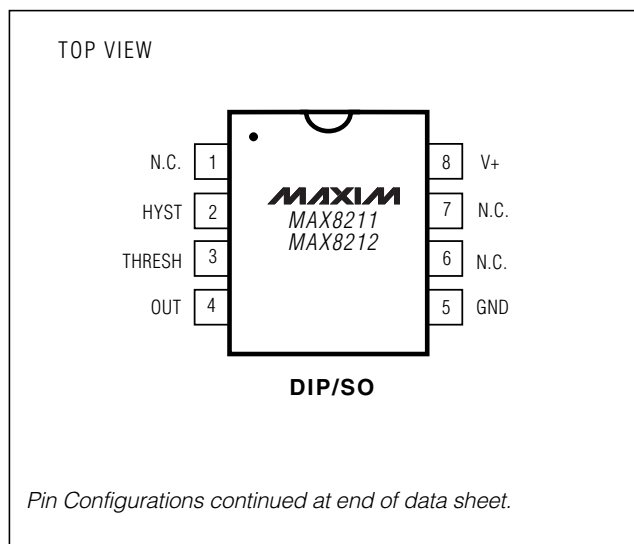 TOP VIEW
N.C. 1 8 V+
MAXIM
HYST 2 MAX8211 7 N.C.
MAX8212
THRESH 3 6 N.C.
OUT 4 5 GND
DIP/SO
Pin Configurations continued at end of data sheet.